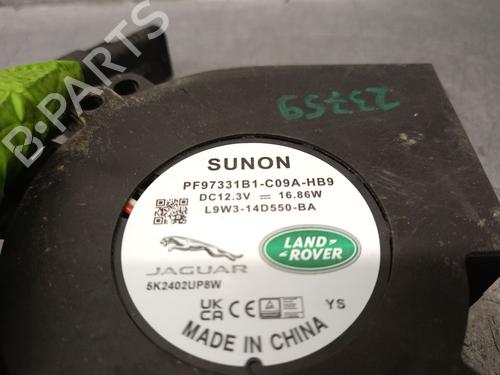 B-PARTS
23759
SUNON
PF97331B1-C09A-HB9
DC12.3V ⎓ 16.86W
L9W3-14D550-BA
JAGUAR
LAND ROVER
5K2402UP8W
UK CA CE YS
MADE IN CHINA